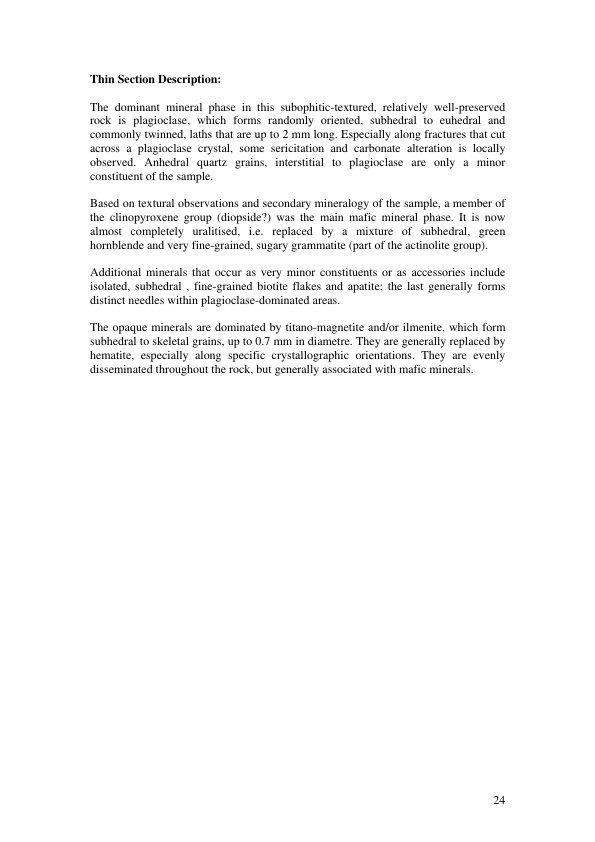 Thin Section Description:
The dominant mineral phase in this subophitic-textured, relatively well-preserved
rock is plagioclase, which forms randomly oriented, subhedral to euhedral and
commonly twinned, laths that are up to 2 mm long. Especially along fractures that cut
across a plagioclase crystal, some sericitation and carbonate alteration is locally
observed. Anhedral quartz grains, interstitial to plagioclase are only a minor
constituent of the sample.
Based on textural observations and secondary mineralogy of the sample, a member of
the clinopyroxene group (diopside?) was the main mafic mineral phase. It is now
almost completely uralitised, i.e. replaced by a mixture of subhedral, green
hornblende and very fine-grained, sugary grammatite (part of the actinolite group).
Additional minerals that occur as very minor constituents or as accessories include
isolated, subhedral , fine-grained biotite flakes and apatite; the last generally forms
distinct needles within plagioclase-dominated areas.
The opaque minerals are dominated by titano-magnetite and/or ilmenite, which form
subhedral to skeletal grains, up to 0.7 mm in diametre. They are generally replaced by
hematite, especially along specific crystallographic orientations. They are evenly
disseminated throughout the rock, but generally associated with mafic minerals.
24